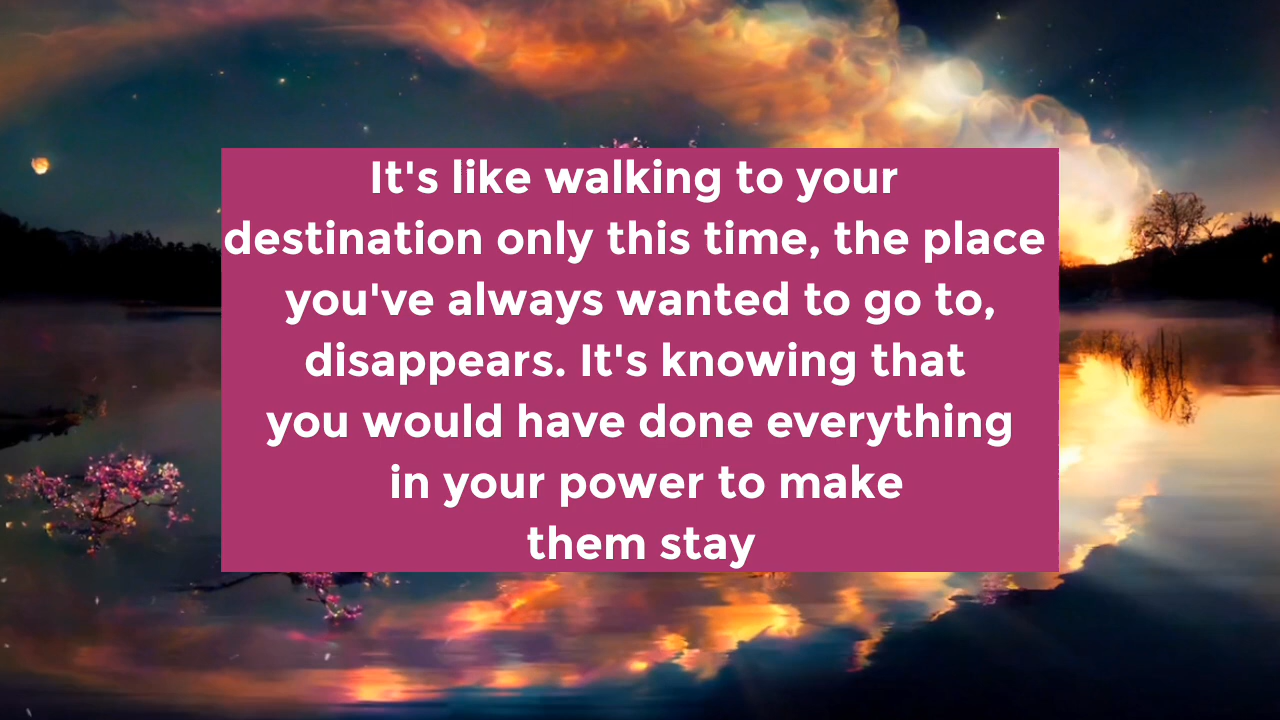 It's like walking to your
destination only this time, the place
you've always wanted to go to,
disappears. It's knowing that
you would have done everything
in your power to make
them stay